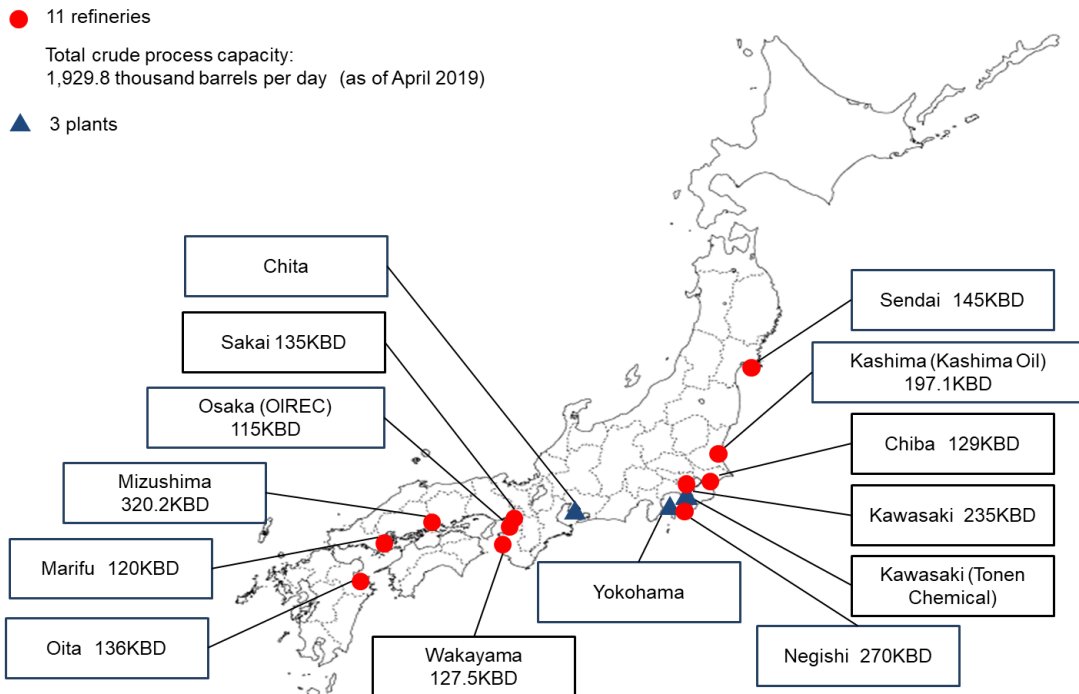 11 refineries
Total crude process capacity:
1,929.8 thousand barrels per day (as of April 2019)
3 plants
Chita
Sakai 135KBD
Osaka (OIREC)
115KBD
Mizushima
320.2KBD
Marifu 120KBD
Oita 136KBD
Wakayama
127.5KBD
Yokohama
Sendai 145KBD
Kashima (Kashima Oil)
197.1KBD
Chiba 129KBD
Kawasaki 235KBD
Kawasaki (Tonen
Chemical)
Negishi 270KBD